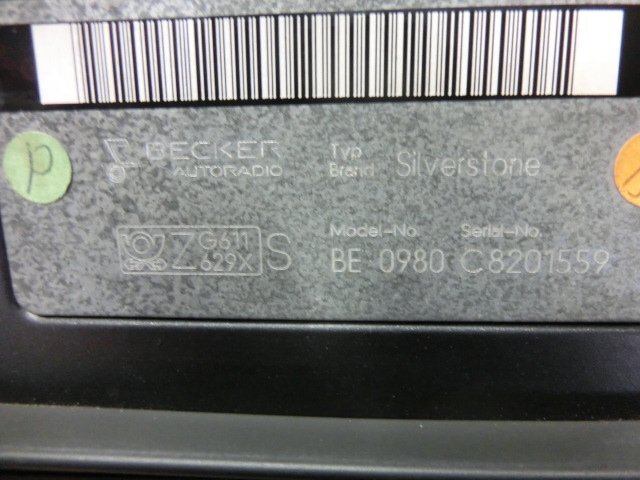 BECKER
AUTORADIO
Typ
Brand
Silverstone
Z G611
629X S
Model-No. Serial-No.
BE 0980 C8201559
p